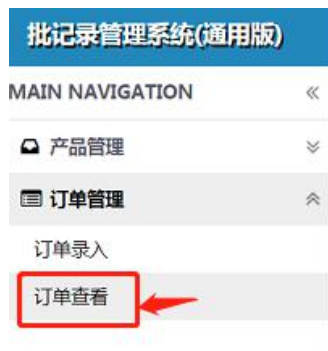 批记录管理系统(通用版)
MAIN NAVIGATION
产品管理
订单管理
订单录入
订单查看